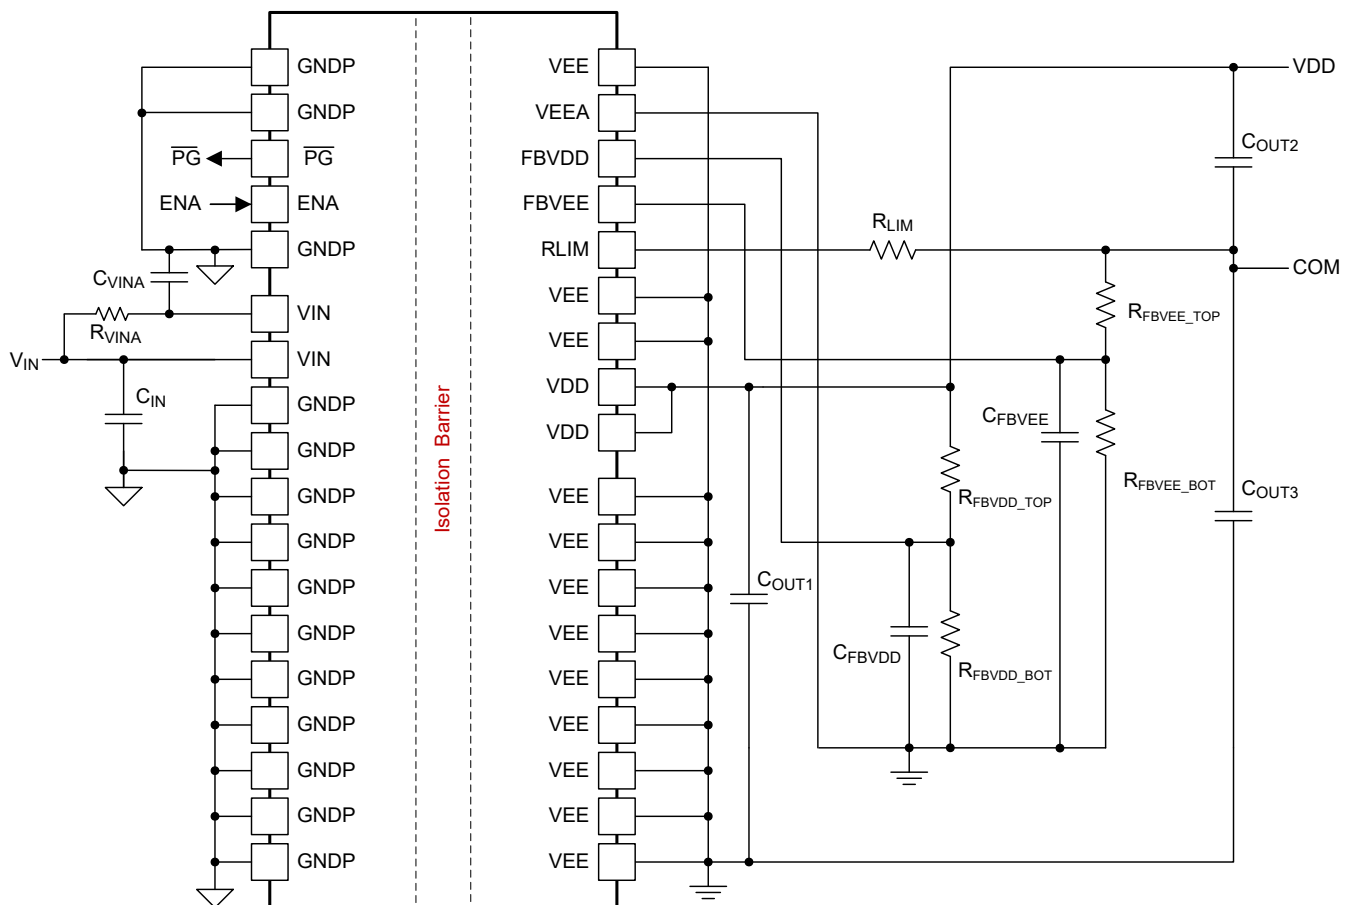 GNDP VEE VDD
GNDP VEEA
PG PG FBVDD COUT2
ENA ENA FBVEE
RLIM
GNDP RLIM
CVINA COM
VEE
VIN RFBVEE_TOP
RVINA VEE
VIN VIN
VDD
CIN GNDP
CFBVEE
VDD
GNDP
Isolation Barrier
RFBVEE_BOT COUT3
GNDP VEE RFBVDD_TOP
GNDP VEE
COUT1
GNDP VEE
GNDP VEE
CFBVDD
RFBVDD_BOT
GNDP VEE
GNDP VEE
GNDP VEE
GNDP VEE
GNDP VEE